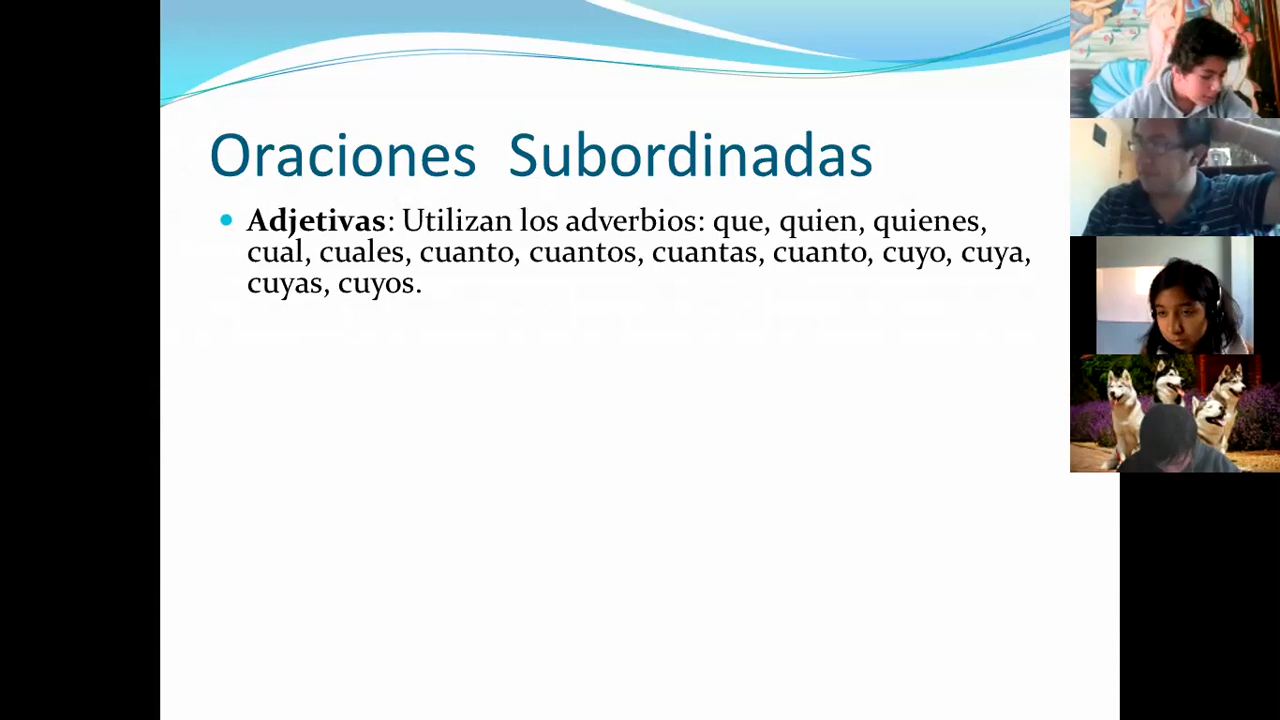 Oraciones Subordinadas
Adjetivas: Utilizan los adverbios: que, quien, quienes,
cual, cuales, cuanto, cuantos, cuantas, cuanto, cuyo, cuya,
cuyas, cuyos.